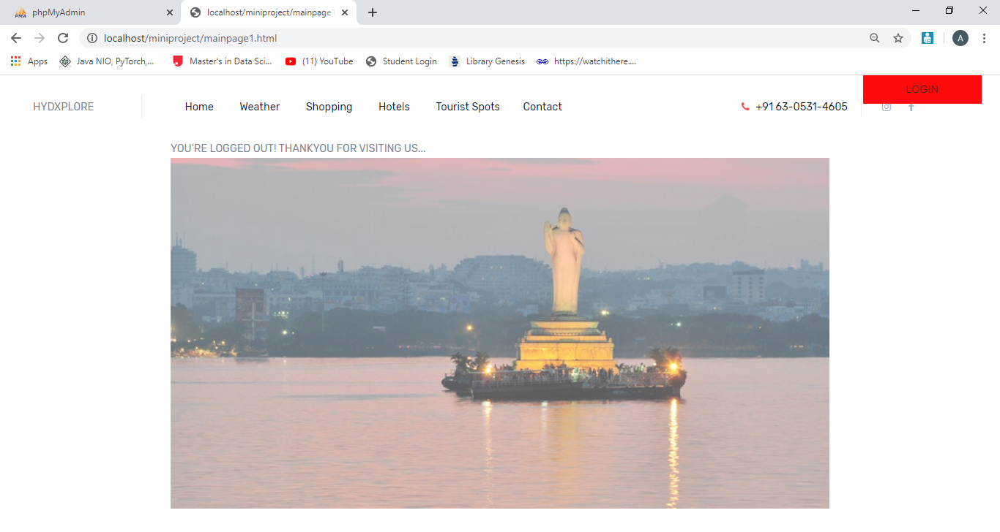 phpMyAdmin
localhost/miniproject/mainpage1
localhost/miniproject/mainpage1.html
A
Apps
Java NIO, PyTorch,...
Master's in Data Sci...
(11) YouTube
Student Login
Library Genesis
https://watchithere....
LOGIN
HYDXPLORE
Home
Weather
Shopping
Hotels
Tourist Spots
Contact
+91 63-0531-4605
YOU'RE LOGGED OUT! THANKYOU FOR VISITING US...